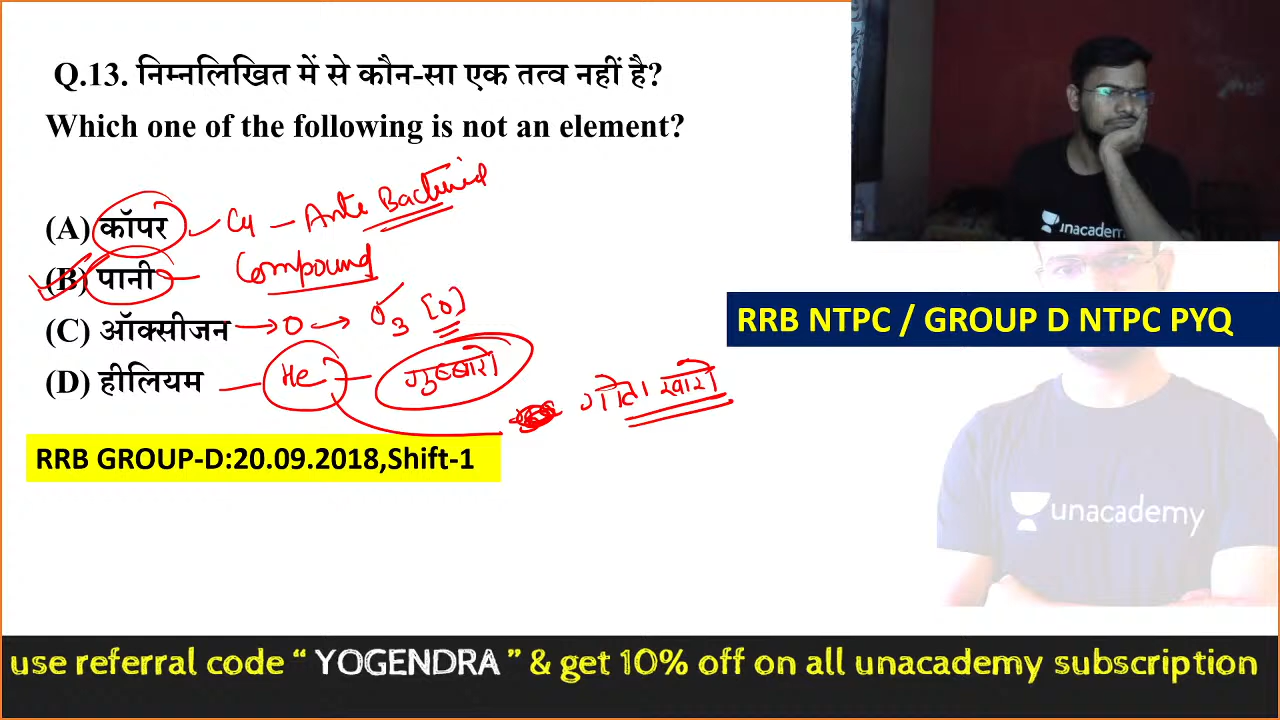 Q.13. निम्नलिखित में से कौन-सा एक तत्व नहीं है?
Which one of the following is not an element?
(A) कॉपर - Cu - Ante Bacterial
(B) पानी - Compound
(C) ऑक्सीजन → O → O3 [O]
(D) हीलियम - He - गुब्बारो
गोताखारो
RRB GROUP-D:20.09.2018,Shift-1
unacademy
RRB NTPC / GROUP D NTPC PYQ
unacademy
use referral code “ YOGENDRA ” & get 10% off on all unacademy subscription